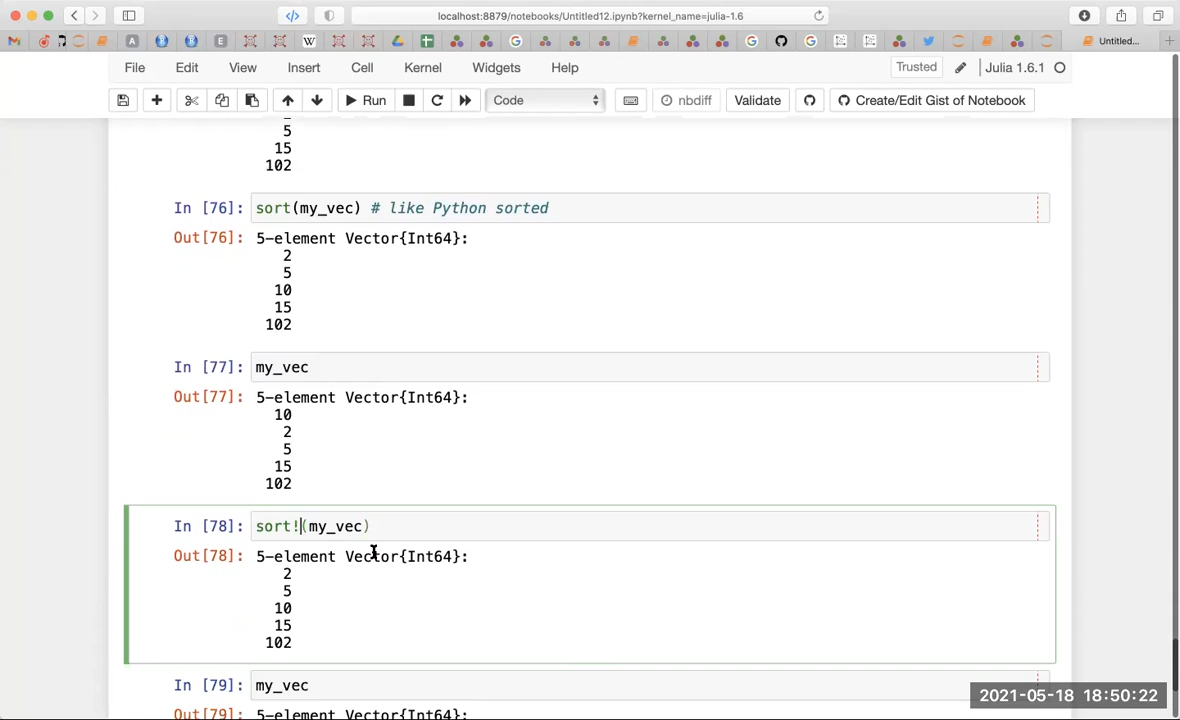 localhost:8879/notebooks/Untitled12.ipynb?kernel_name=julia-1.6
Untitled...
File Edit View Insert Cell Kernel Widgets Help Trusted Julia 1.6.1
Run Code nbdiff Validate Create/Edit Gist of Notebook
5
15
102
In [76]: sort(my_vec) # like Python sorted
Out[76]: 5-element Vector{Int64}:
2
5
10
15
102
In [77]: my_vec
Out[77]: 5-element Vector{Int64}:
10
2
5
15
102
In [78]: sort!(my_vec)
Out[78]: 5-element Vector{Int64}:
2
5
10
15
102
In [79]: my_vec
Out[79]: 5-element Vector{Int64}:
2021-05-18 18:50:22